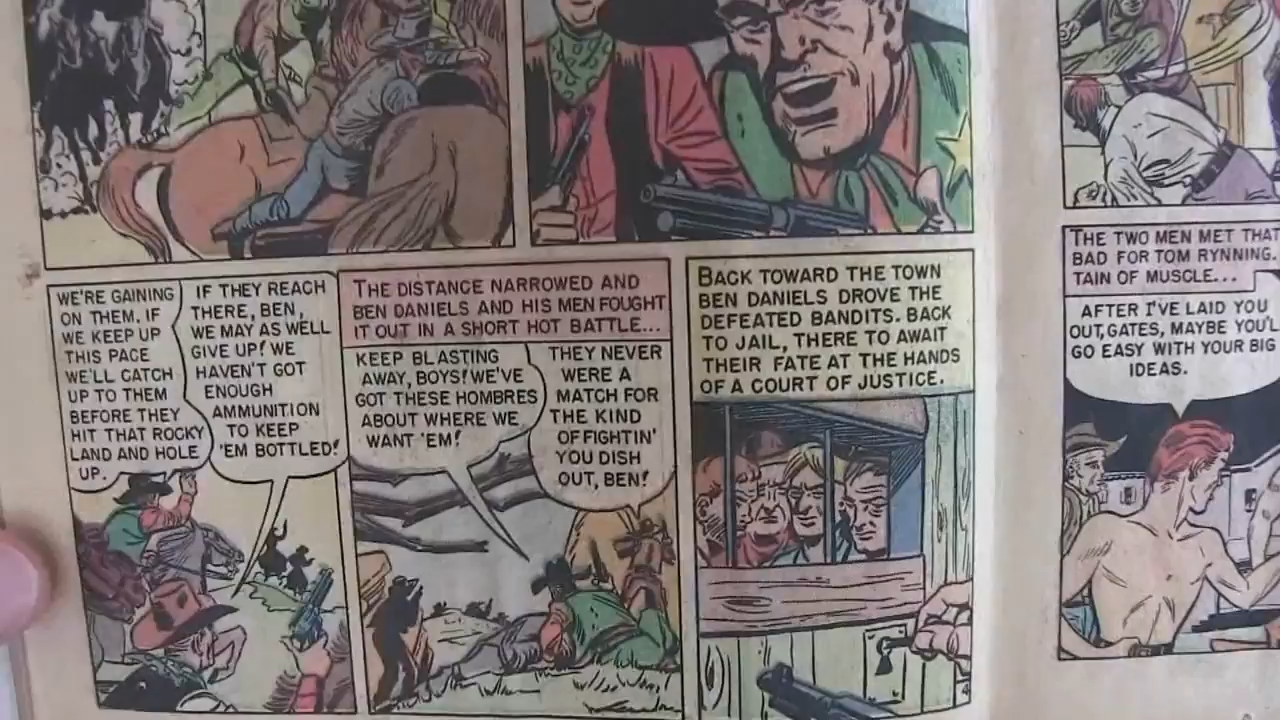 WE'RE GAINING
ON THEM. IF
WE KEEP UP
THIS PACE
WE'LL CATCH
UP TO THEM
BEFORE THEY
HIT THAT ROCKY
LAND AND HOLE
UP.
IF THEY REACH
THERE, BEN,
WE MAY AS WELL
GIVE UP! WE
HAVEN'T GOT
ENOUGH
AMMUNITION
TO KEEP
'EM BOTTLED!
THE DISTANCE NARROWED AND
BEN DANIELS AND HIS MEN FOUGHT
IT OUT IN A SHORT HOT BATTLE...
KEEP BLASTING
AWAY, BOYS! WE'VE
GOT THESE HOMBRES
ABOUT WHERE WE
WANT 'EM!
THEY NEVER
WERE A
MATCH FOR
THE KIND
OF FIGHTIN'
YOU DISH
OUT, BEN!
BACK TOWARD THE TOWN
BEN DANIELS DROVE THE
DEFEATED BANDITS. BACK
TO JAIL, THERE TO AWAIT
THEIR FATE AT THE HANDS
OF A COURT OF JUSTICE.
4
THE TWO MEN MET THAT
BAD FOR TOM RYNNING.
TAIN OF MUSCLE...
AFTER I'VE LAID YOU
OUT, GATES, MAYBE YOU'L
GO EASY WITH YOUR BIG
IDEAS.